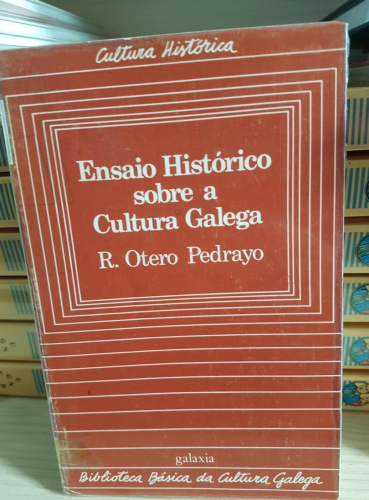 Cultura Histórica
Ensaio Histórico
sobre a
Cultura Galega
R. Otero Pedrayo
galaxia
Biblioteca Básica da Cultura Galega